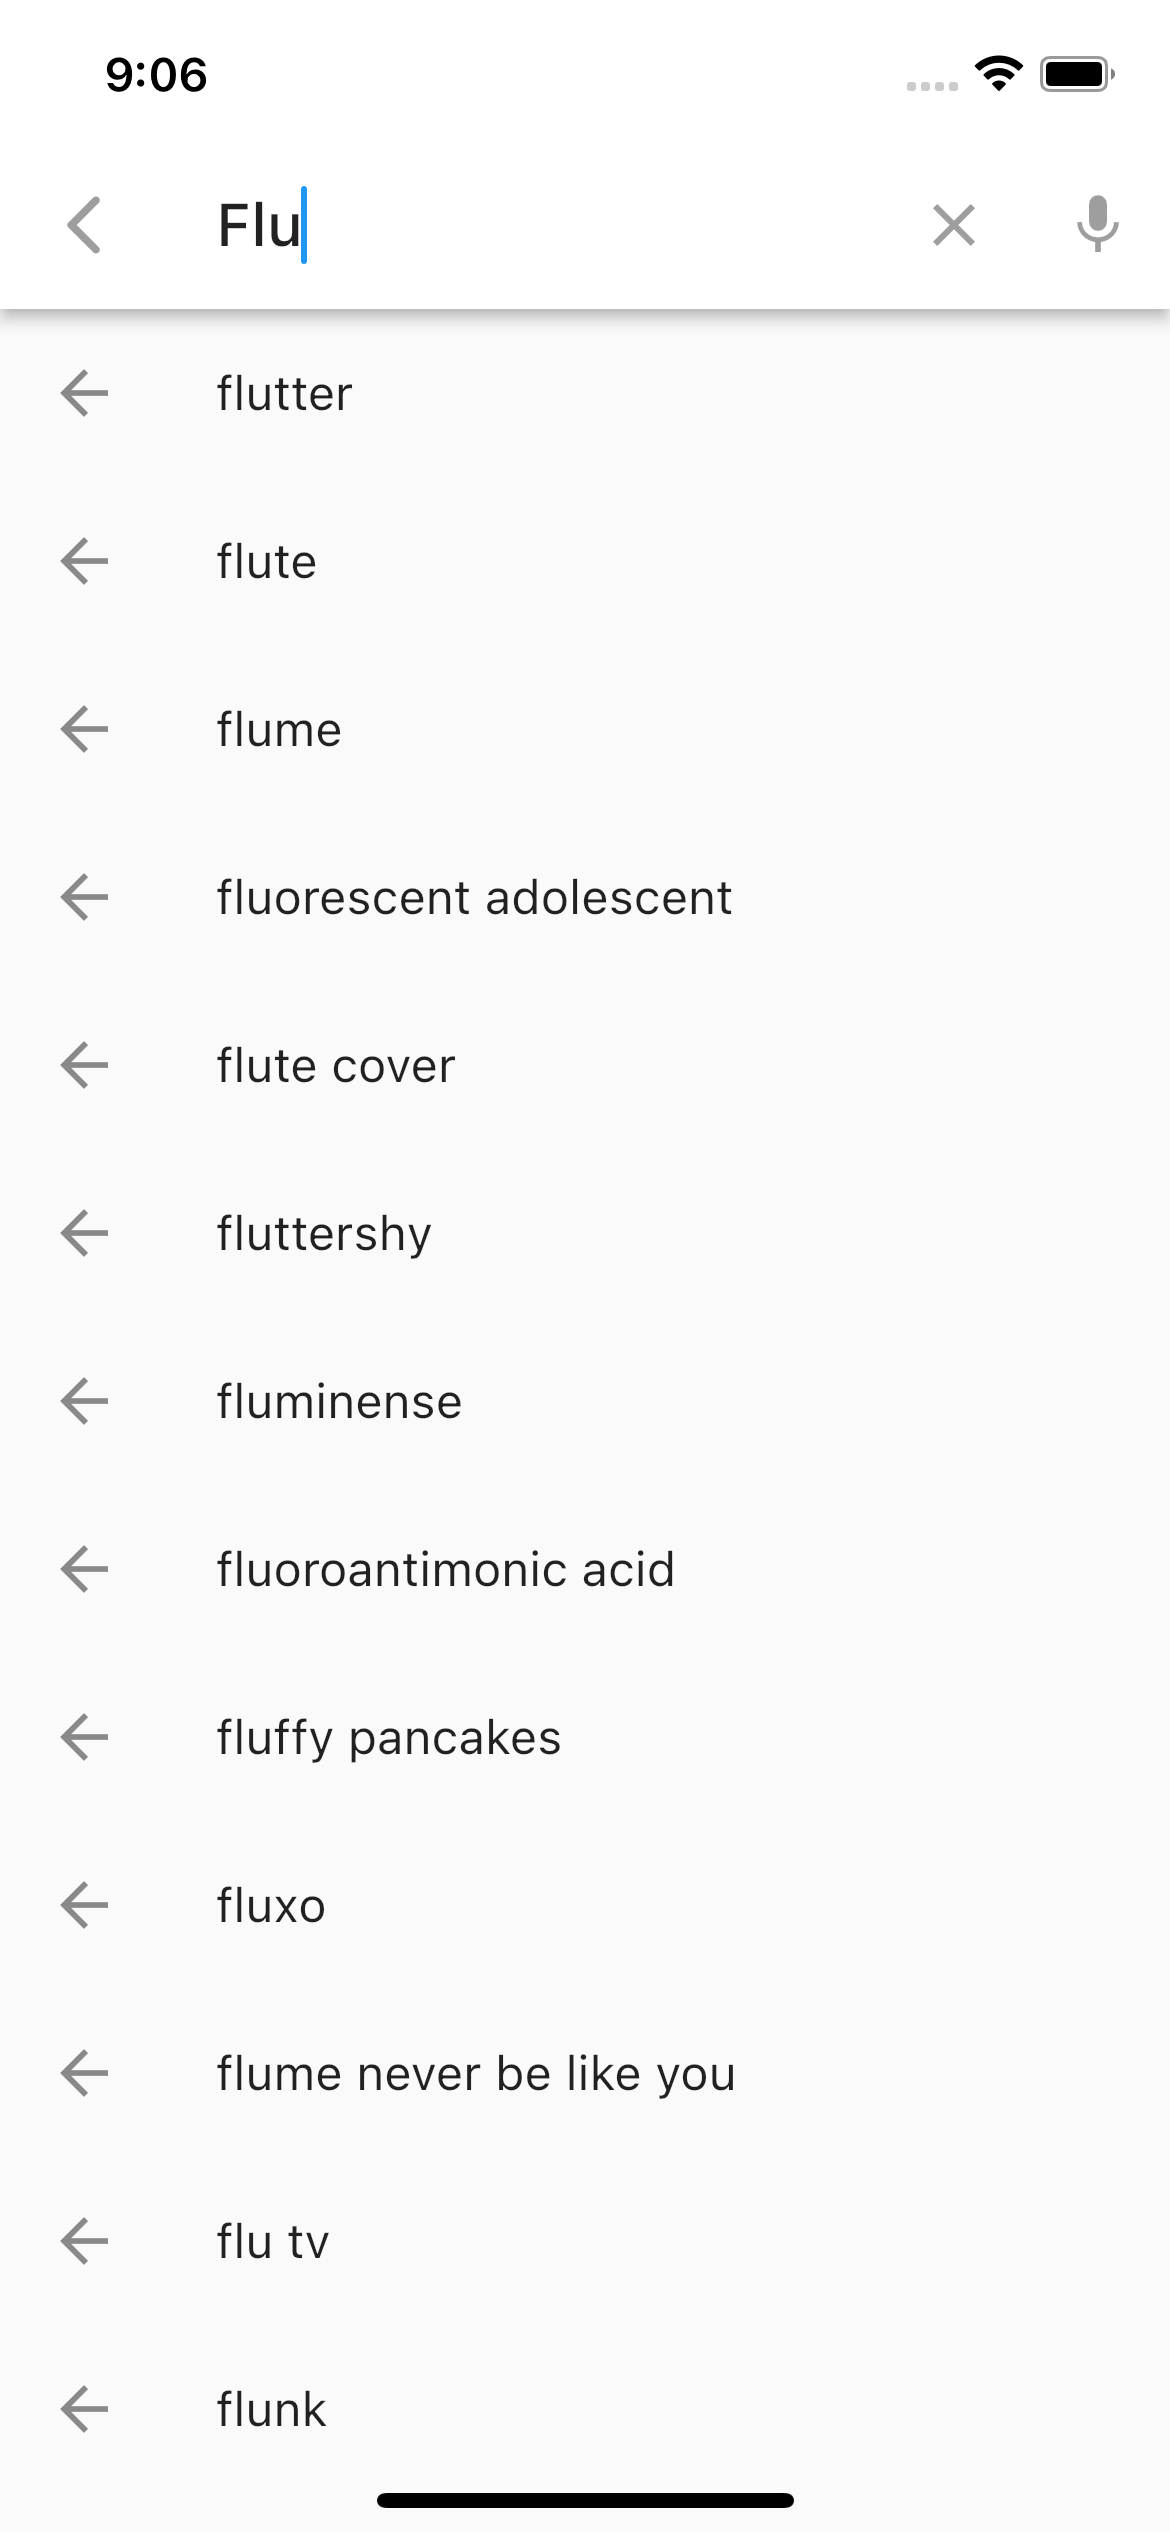 9:06
Flu
flutter
flute
flume
fluorescent adolescent
flute cover
fluttershy
fluminense
fluoroantimonic acid
fluffy pancakes
fluxo
flume never be like you
flu tv
flunk